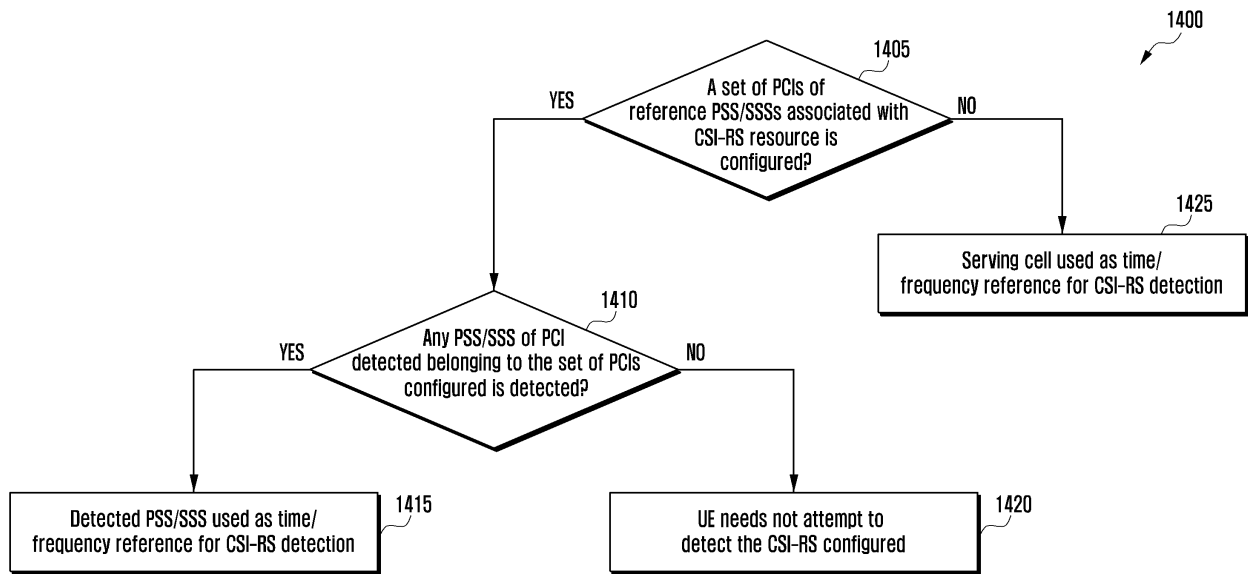 1400
1405
A set of PCIs of
reference PSS/SSSs associated with
CSI-RS resource is
configured?
YES
NO
1425
Serving cell used as time/
frequency reference for CSI-RS detection
1410
Any PSS/SSS of PCI
detected belonging to the set of PCIs
configured is detected?
YES
NO
1415
Detected PSS/SSS used as time/
frequency reference for CSI-RS detection
1420
UE needs not attempt to
detect the CSI-RS configured